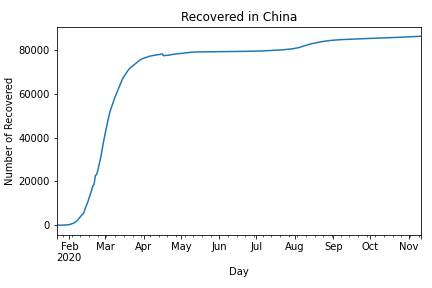 Recovered in China
Number of Recovered
80000
60000
40000
20000
0
Feb Mar Apr May Jun Jul Aug Sep Oct Nov
2020
Day